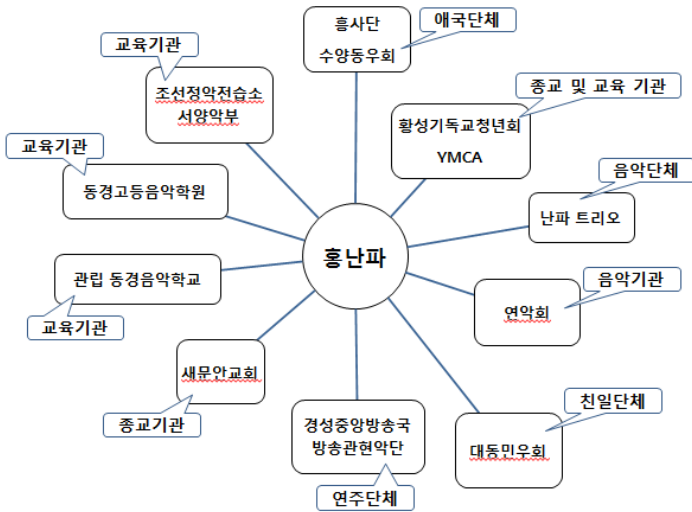 흥사단
수양동우회
애국단체
교육기관
조선정악전습소
서양악부
종교 및 교육 기관
황성기독교청년회
YMCA
교육기관
동경고등음악학원
음악단체
난파 트리오
홍난파
관립 동경음악학교
교육기관
음악기관
연악회
새문안교회
종교기관
경성중앙방송국
방송관현악단
연주단체
친일단체
대동민우회